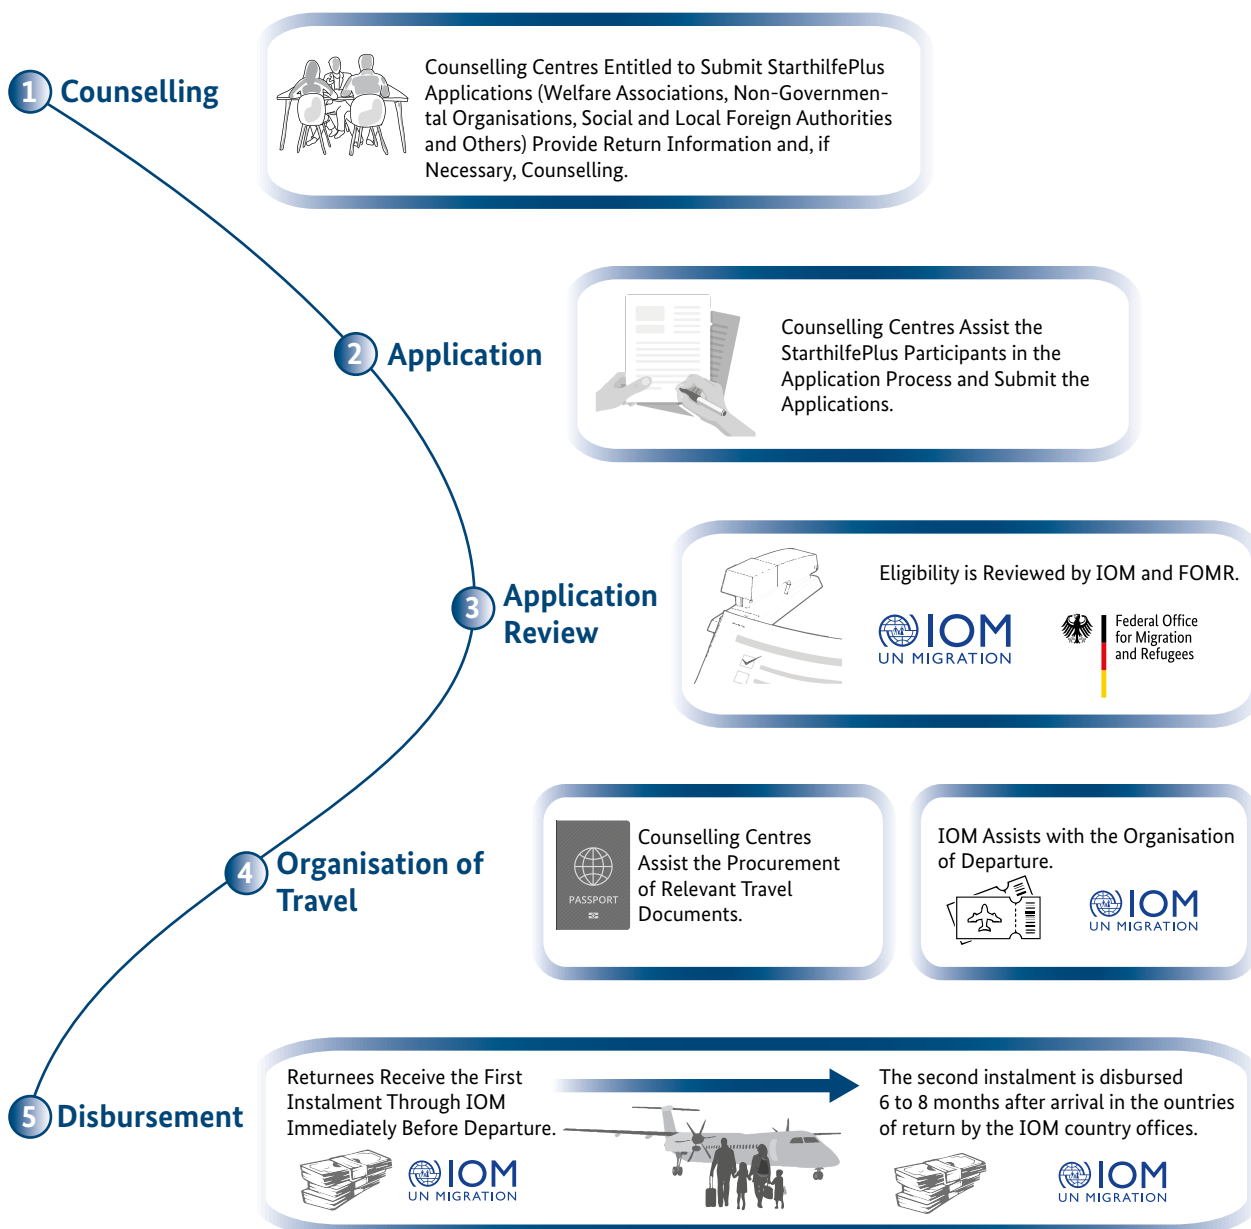 1 Counselling
Counselling Centres Entitled to Submit StarthilfePlus
Applications (Welfare Associations, Non-Governmen-
tal Organisations, Social and Local Foreign Authorities
and Others) Provide Return Information and, if
Necessary, Counselling.
2 Application
Counselling Centres Assist the
StarthilfePlus Participants in the
Application Process and Submit the
Applications.
3 Application
Review
Eligibility is Reviewed by IOM and FOMR.
IOM
UN MIGRATION
Federal Office
for Migration
and Refugees
4 Organisation of
Travel
PASSPORT
Counselling Centres
Assist the Procurement
of Relevant Travel
Documents.
IOM Assists with the Organisation
of Departure.
IOM
UN MIGRATION
5 Disbursement
Returnees Receive the First
Instalment Through IOM
Immediately Before Departure.
IOM
UN MIGRATION
The second instalment is disbursed
6 to 8 months after arrival in the ountries
of return by the IOM country offices.
IOM
UN MIGRATION